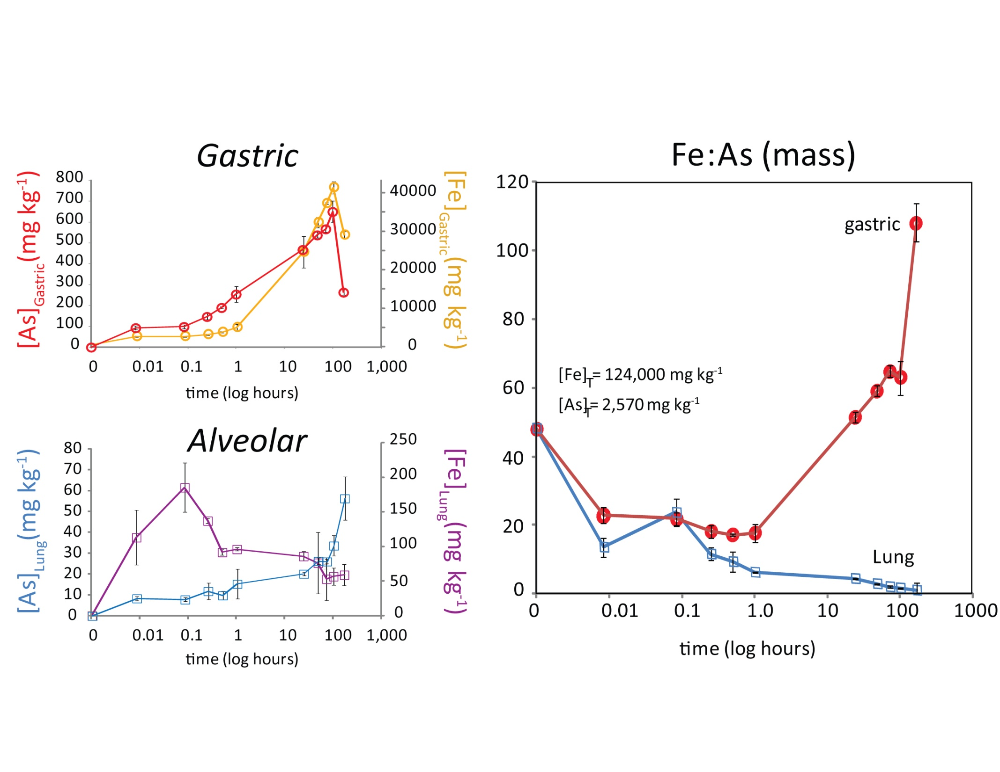 Gastric
[As]Gastric (mg kg-1)
800
700
600
500
400
300
200
100
0
40000
30000
20000
10000
0
[Fe]Gastric (mg kg-1)
0 0.01 0.1 1 10 100 1,000
time (log hours)
Alveolar
[As]Lung (mg kg-1)
80
70
60
50
40
30
20
10
0
250
200
150
100
50
0
[Fe]Lung (mg kg-1)
0 0.01 0.1 1 10 100 1,000
time (log hours)
Fe:As (mass)
120
100
80
60
40
20
0
gastric
[Fe]T= 124,000 mg kg-1
[As]T= 2,570 mg kg-1
Lung
0 0.01 0.1 1.0 10 100 1000
time (log hours)